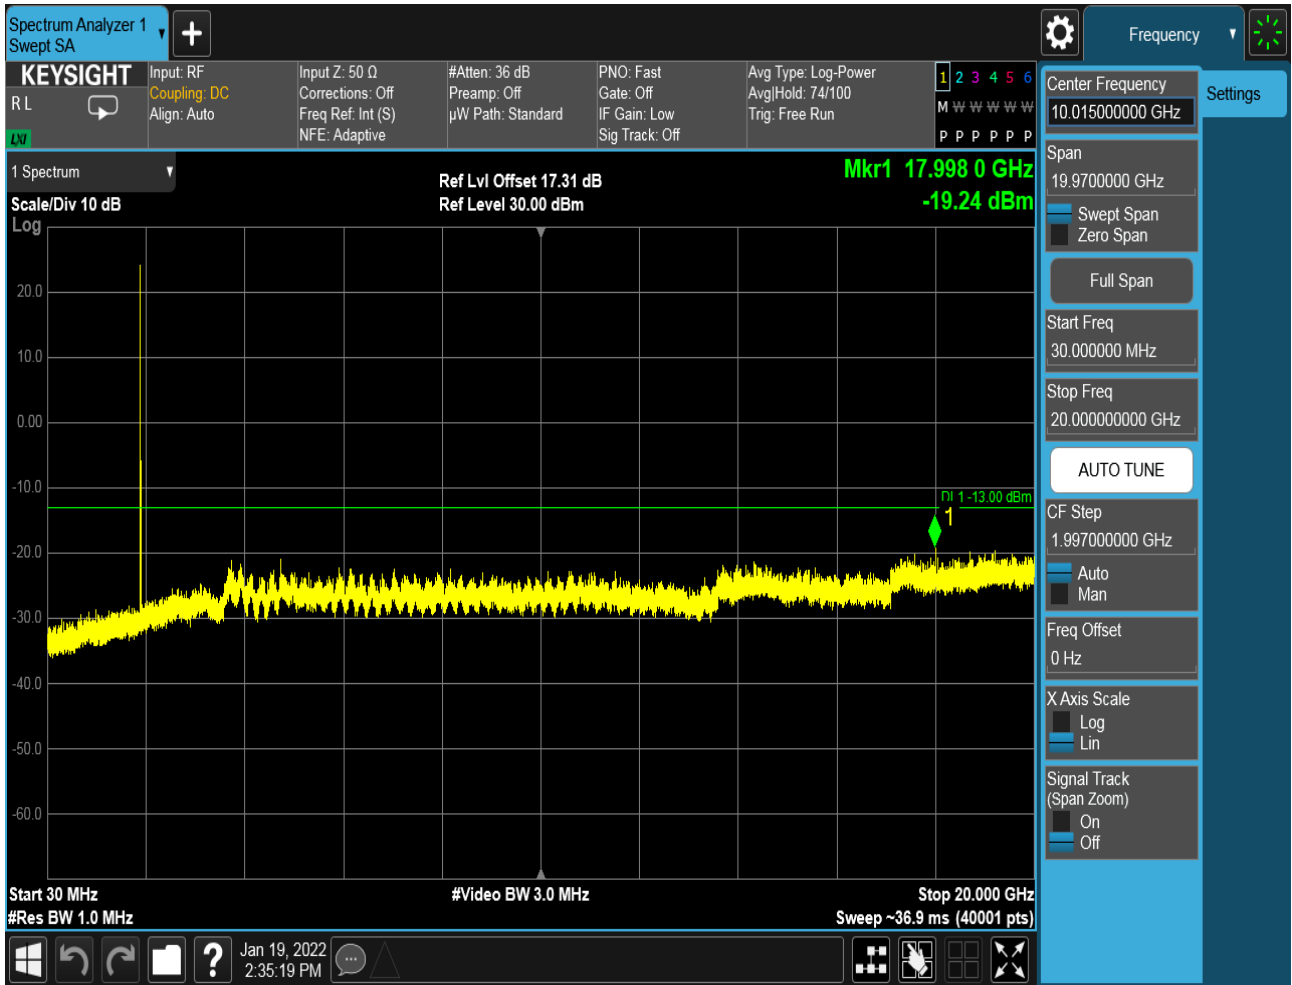 Spectrum Analyzer 1
Swept SA
Frequency
KEYSIGHT
R L
LXI
Input: RF
Coupling: DC
Align: Auto
Input Z: 50 Ω
Corrections: Off
Freq Ref: Int (S)
NFE: Adaptive
#Atten: 36 dB
Preamp: Off
µW Path: Standard
PNO: Fast
Gate: Off
IF Gain: Low
Sig Track: Off
Avg Type: Log-Power
Avg|Hold: 74/100
Trig: Free Run
1 2 3 4 5 6
M W W W W W
P P P P P P
1 Spectrum
Scale/Div 10 dB
Log
Ref Lvl Offset 17.31 dB
Ref Level 30.00 dBm
Mkr1 17.998 0 GHz
-19.24 dBm
20.0
10.0
0.00
-10.0
-20.0
-30.0
-40.0
-50.0
-60.0
DL 1 -13.00 dBm
1
Start 30 MHz
#Res BW 1.0 MHz
#Video BW 3.0 MHz
Stop 20.000 GHz
Sweep ~36.9 ms (40001 pts)
Center Frequency
10.015000000 GHz
Settings
Span
19.9700000 GHz
Swept Span
Zero Span
Full Span
Start Freq
30.000000 MHz
Stop Freq
20.000000000 GHz
AUTO TUNE
CF Step
1.997000000 GHz
Auto
Man
Freq Offset
0 Hz
X Axis Scale
Log
Lin
Signal Track
(Span Zoom)
On
Off
Jan 19, 2022
2:35:19 PM